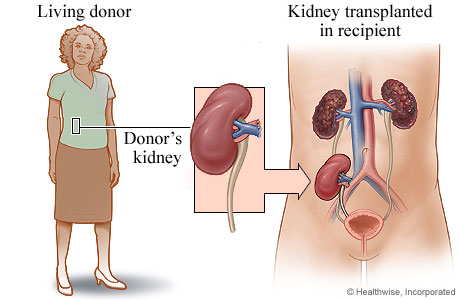 Living donor
Kidney transplanted
in recipient
Donor's
kidney
© Healthwise, Incorporated